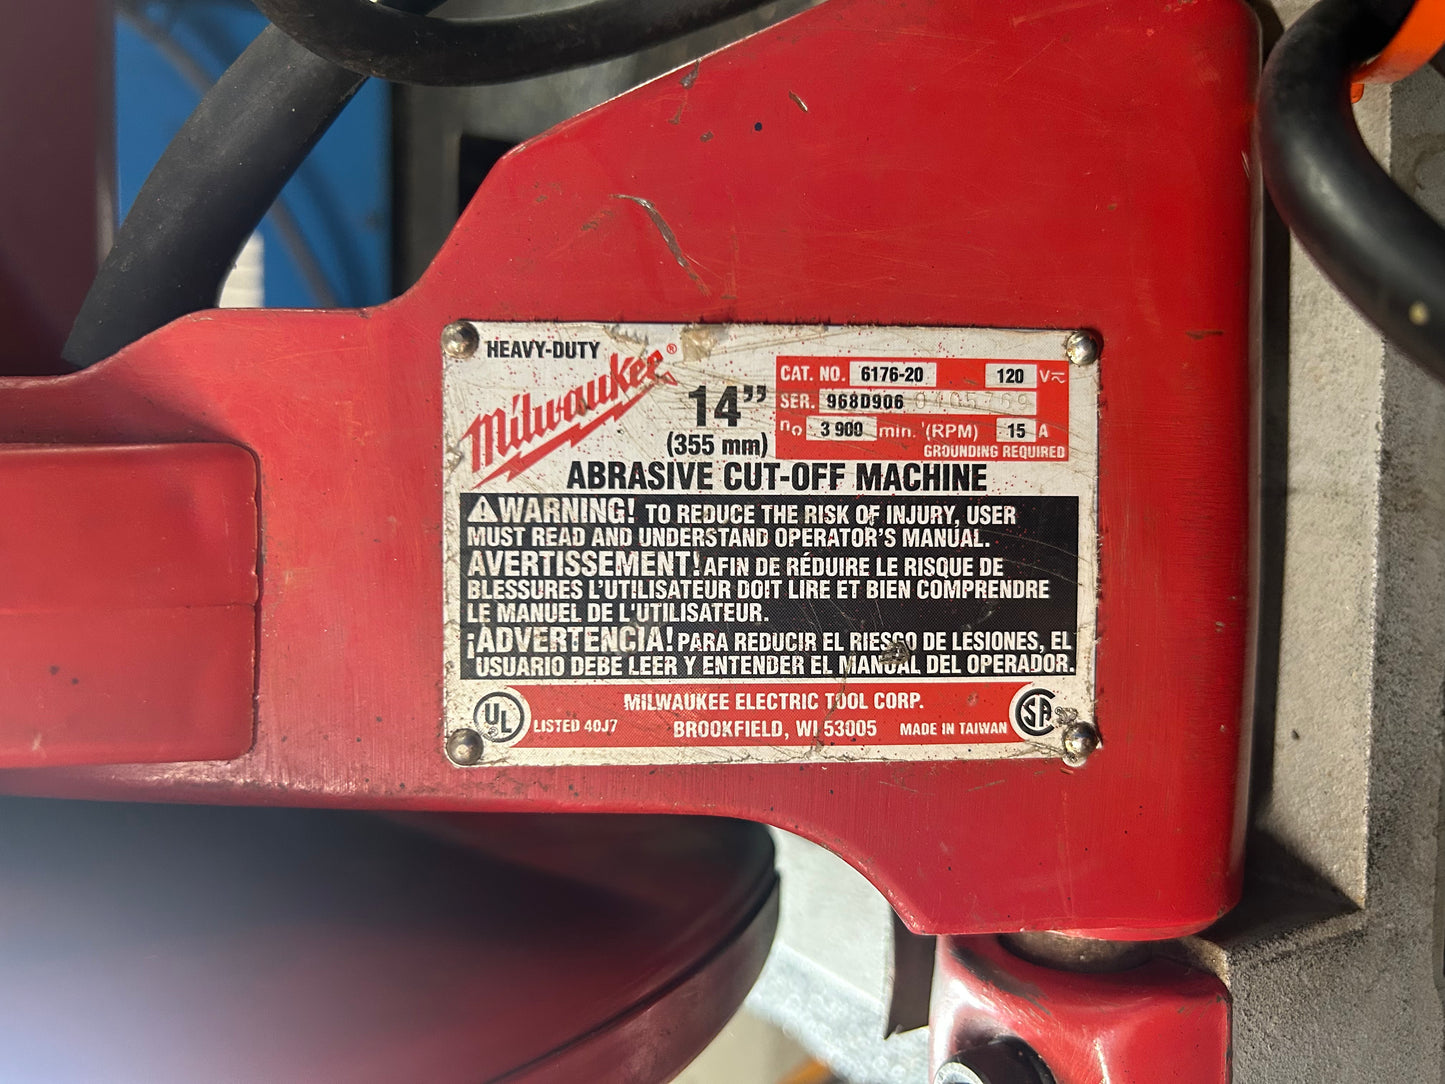 HEAVY-DUTY
Milwaukee®
14"
(355 mm)
CAT. NO. 6176-20 120 V⎓
SER. 968D906 0405769
no 3 900 min.⁻'(RPM) 15 A
GROUNDING REQUIRED
ABRASIVE CUT-OFF MACHINE
⚠WARNING! TO REDUCE THE RISK OF INJURY, USER
MUST READ AND UNDERSTAND OPERATOR'S MANUAL.
AVERTISSEMENT! AFIN DE RÉDUIRE LE RISQUE DE
BLESSURES L'UTILISATEUR DOIT LIRE ET BIEN COMPRENDRE
LE MANUEL DE L'UTILISATEUR.
¡ADVERTENCIA! PARA REDUCIR EL RIESGO DE LESIONES, EL
USUARIO DEBE LEER Y ENTENDER EL MANUAL DEL OPERADOR.
MILWAUKEE ELECTRIC TOOL CORP.
UL LISTED 40J7 BROOKFIELD, WI 53005 MADE IN TAIWAN SA